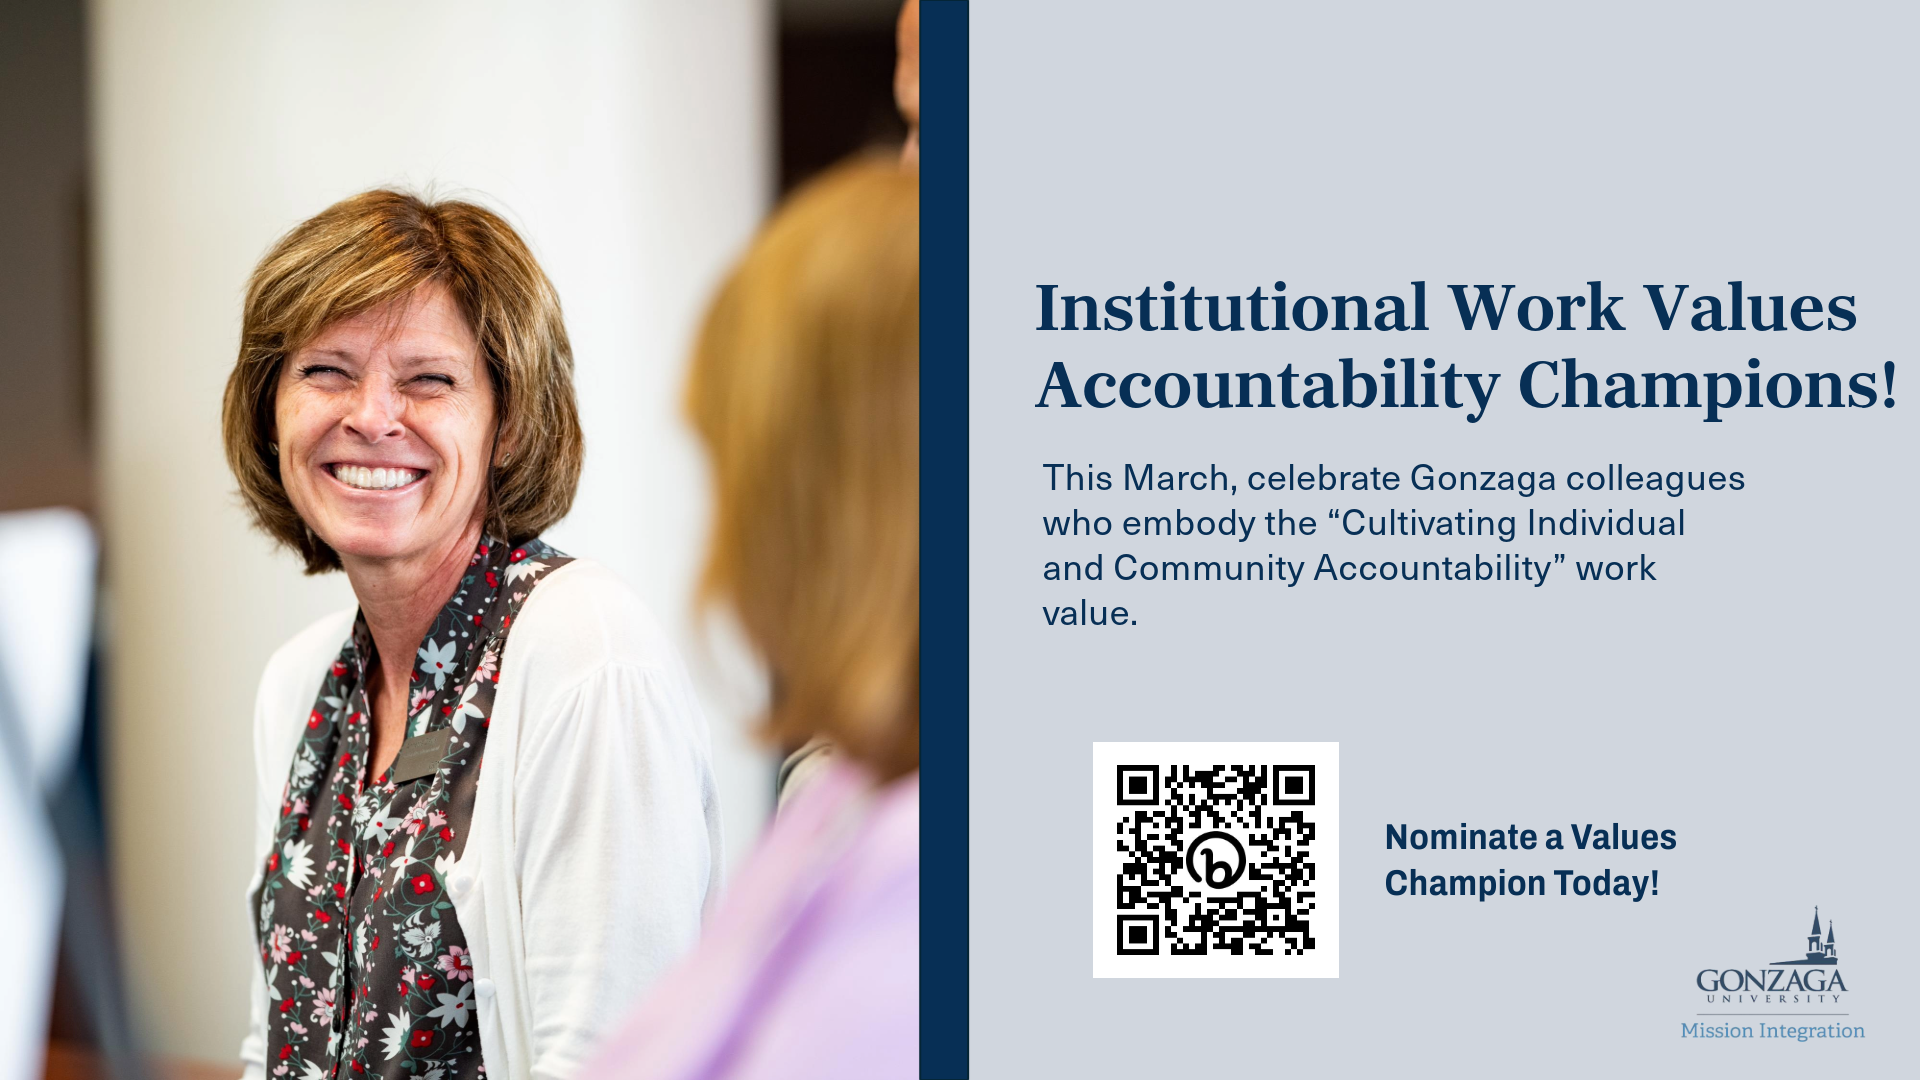 Institutional Work Values
Accountability Champions!
This March, celebrate Gonzaga colleagues
who embody the “Cultivating Individual
and Community Accountability” work
value.
Nominate a Values
Champion Today!
GONZAGA
UNIVERSITY
Mission Integration